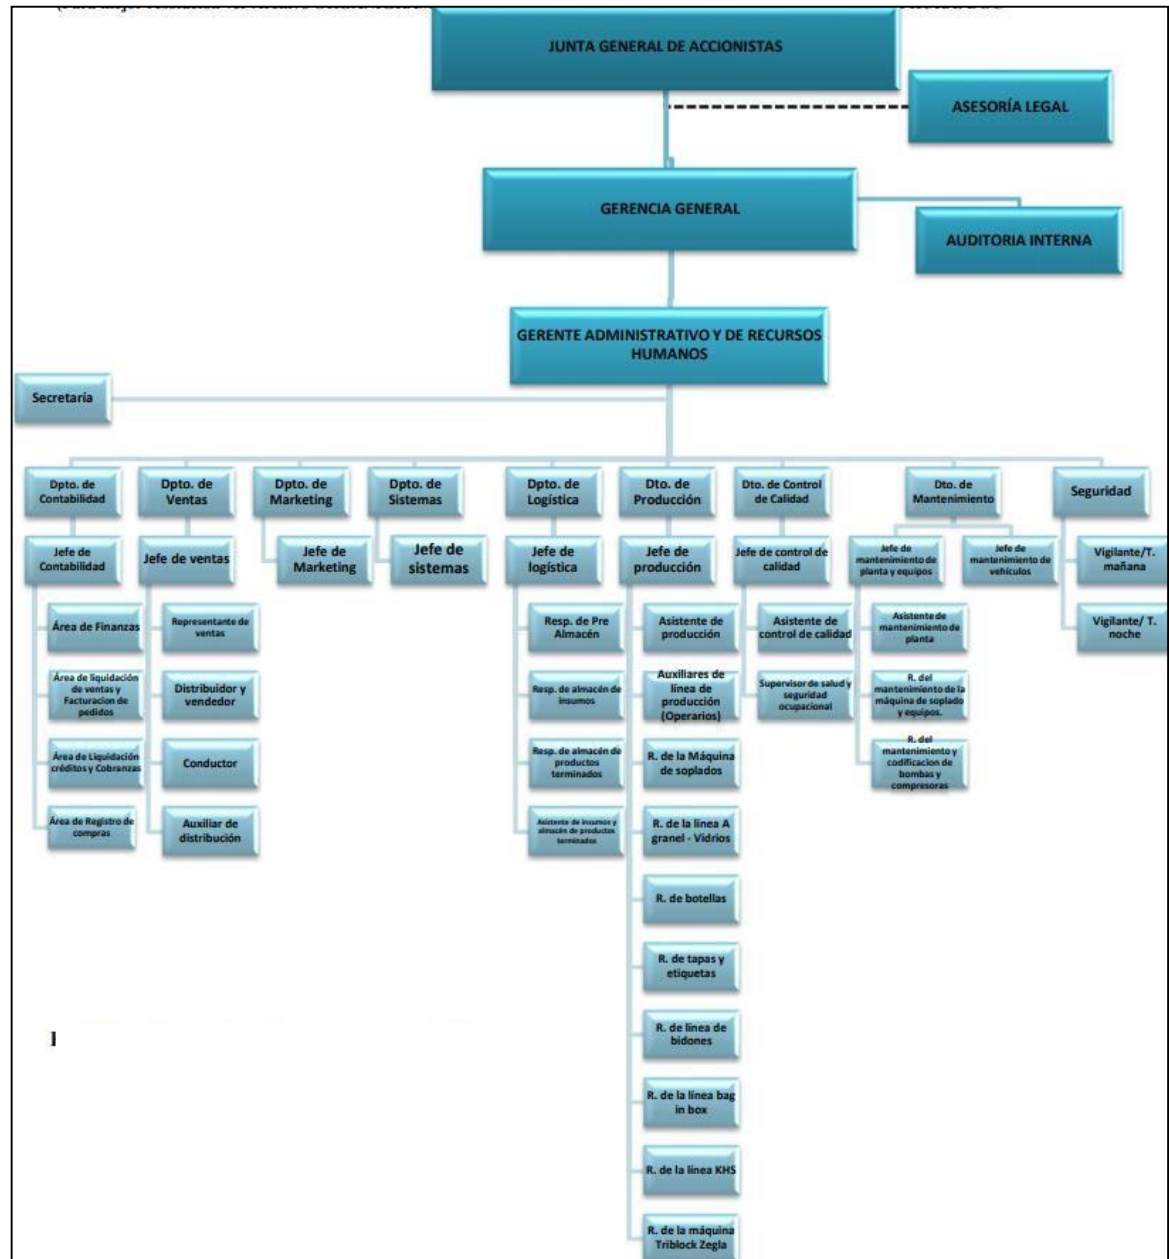 JUNTA GENERAL DE ACCIONISTAS
ASESORÍA LEGAL
GERENCIA GENERAL
AUDITORIA INTERNA
GERENTE ADMINISTRATIVO Y DE RECURSOS
HUMANOS
Secretaría
Dpto. de
Contabilidad
Dpto. de
Ventas
Dpto. de
Marketing
Dpto. de
Sistemas
Dpto. de
Logística
Dto. de
Producción
Dto. de Control
de Calidad
Dto. de
Mantenimiento
Seguridad
Jefe de
Contabilidad
Jefe de ventas
Jefe de
Marketing
Jefe de
sistemas
Jefe de
logística
Jefe de
producción
Jefe de control de
calidad
Jefe de
mantenimiento de
planta y equipos
Jefe de
mantenimiento de
vehículos
Vigilante/T.
mañana
Área de Finanzas
Representante de
ventas
Resp. de Pre
Almacén
Asistente de
producción
Asistente de
control de calidad
Asistente de
mantenimiento de
planta
Vigilante/ T.
noche
Área de liquidación
de ventas y
Facturacion de
pedidos
Distribuidor y
vendedor
Resp. de almacén de
insumos
Auxiliares de
línea de
producción
(Operarios)
Supervisor de salud y
seguridad
ocupacional
R. del
mantenimiento de la
máquina de soplado
y equipos.
Área de Liquidación
créditos y Cobranzas
Conductor
Resp. de almacén de
productos
terminados
R. de la Máquina
de soplados
R. del
mantenimiento y
codificacion de
bombas y
compresoras
Área de Registro de
compras
Auxiliar de
distribución
Asistente de insumos y
almacén de productos
terminados
R. de la línea A
granel - Vidrios
R. de botellas
R. de tapas y
etiquetas
R. de línea de
bidones
R. de la línea bag
in box
R. de la línea KHS
R. de la máquina
Triblock Zegla